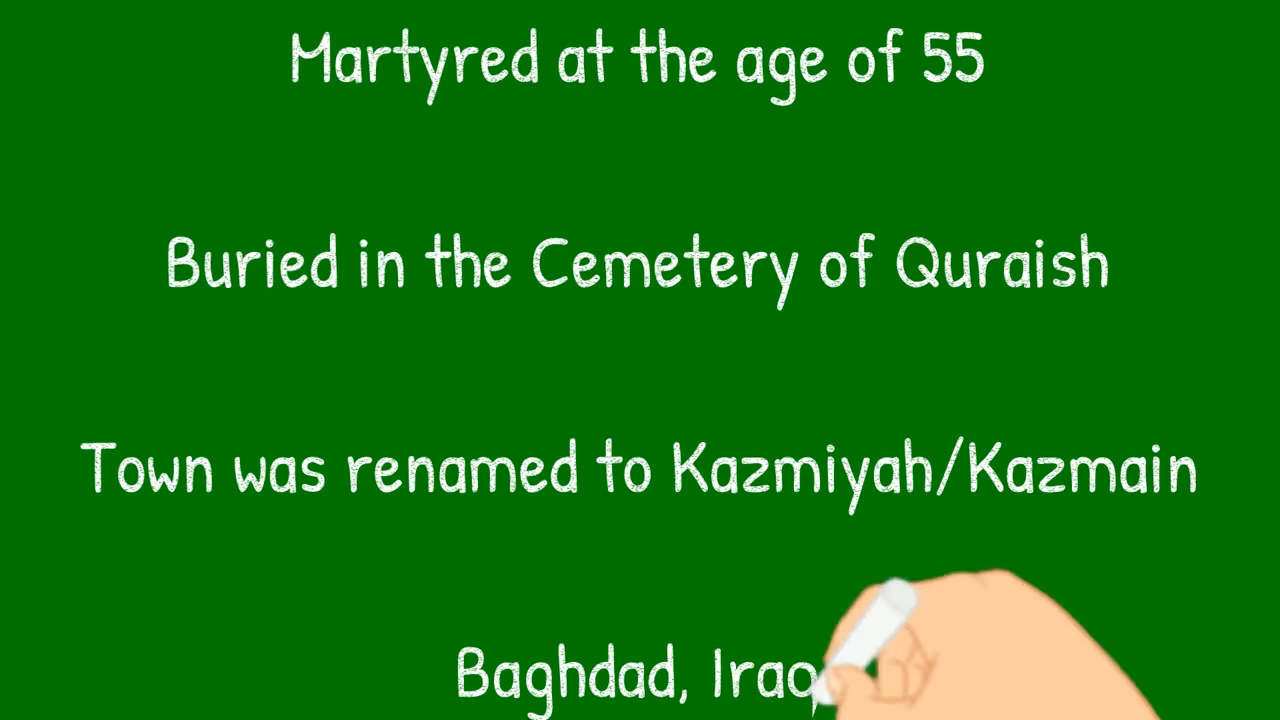 Martyred at the age of 55
Buried in the Cemetery of Quraish
Town was renamed to Kazmiyah/Kazmain
Baghdad, Iraq